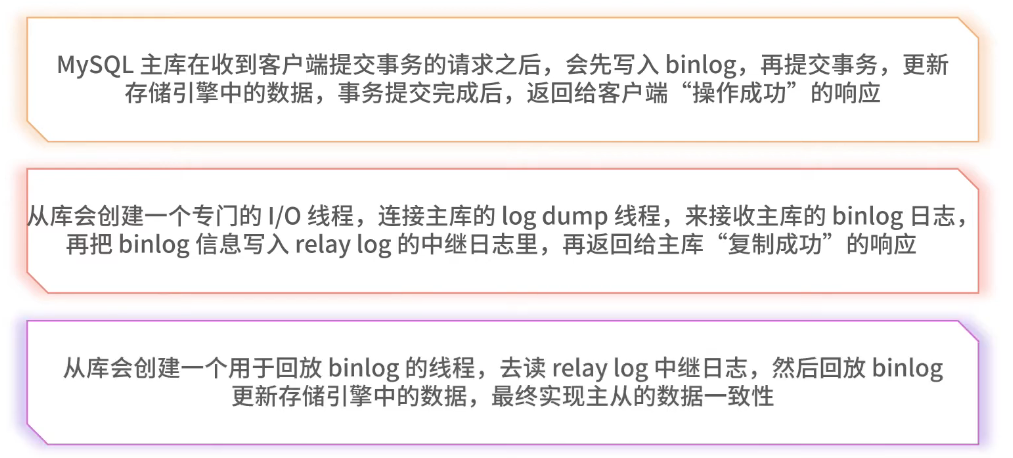 MySQL 主库在收到客户端提交事务的请求之后，会先写入 binlog，再提交事务，更新
存储引擎中的数据，事务提交完成后，返回给客户端“操作成功”的响应
从库会创建一个专门的 I/O 线程，连接主库的 log dump 线程，来接收主库的 binlog 日志，
再把 binlog 信息写入 relay log 的中继日志里，再返回给主库“复制成功”的响应
从库会创建一个用于回放 binlog 的线程，去读 relay log 中继日志，然后回放 binlog
更新存储引擎中的数据，最终实现主从的数据一致性